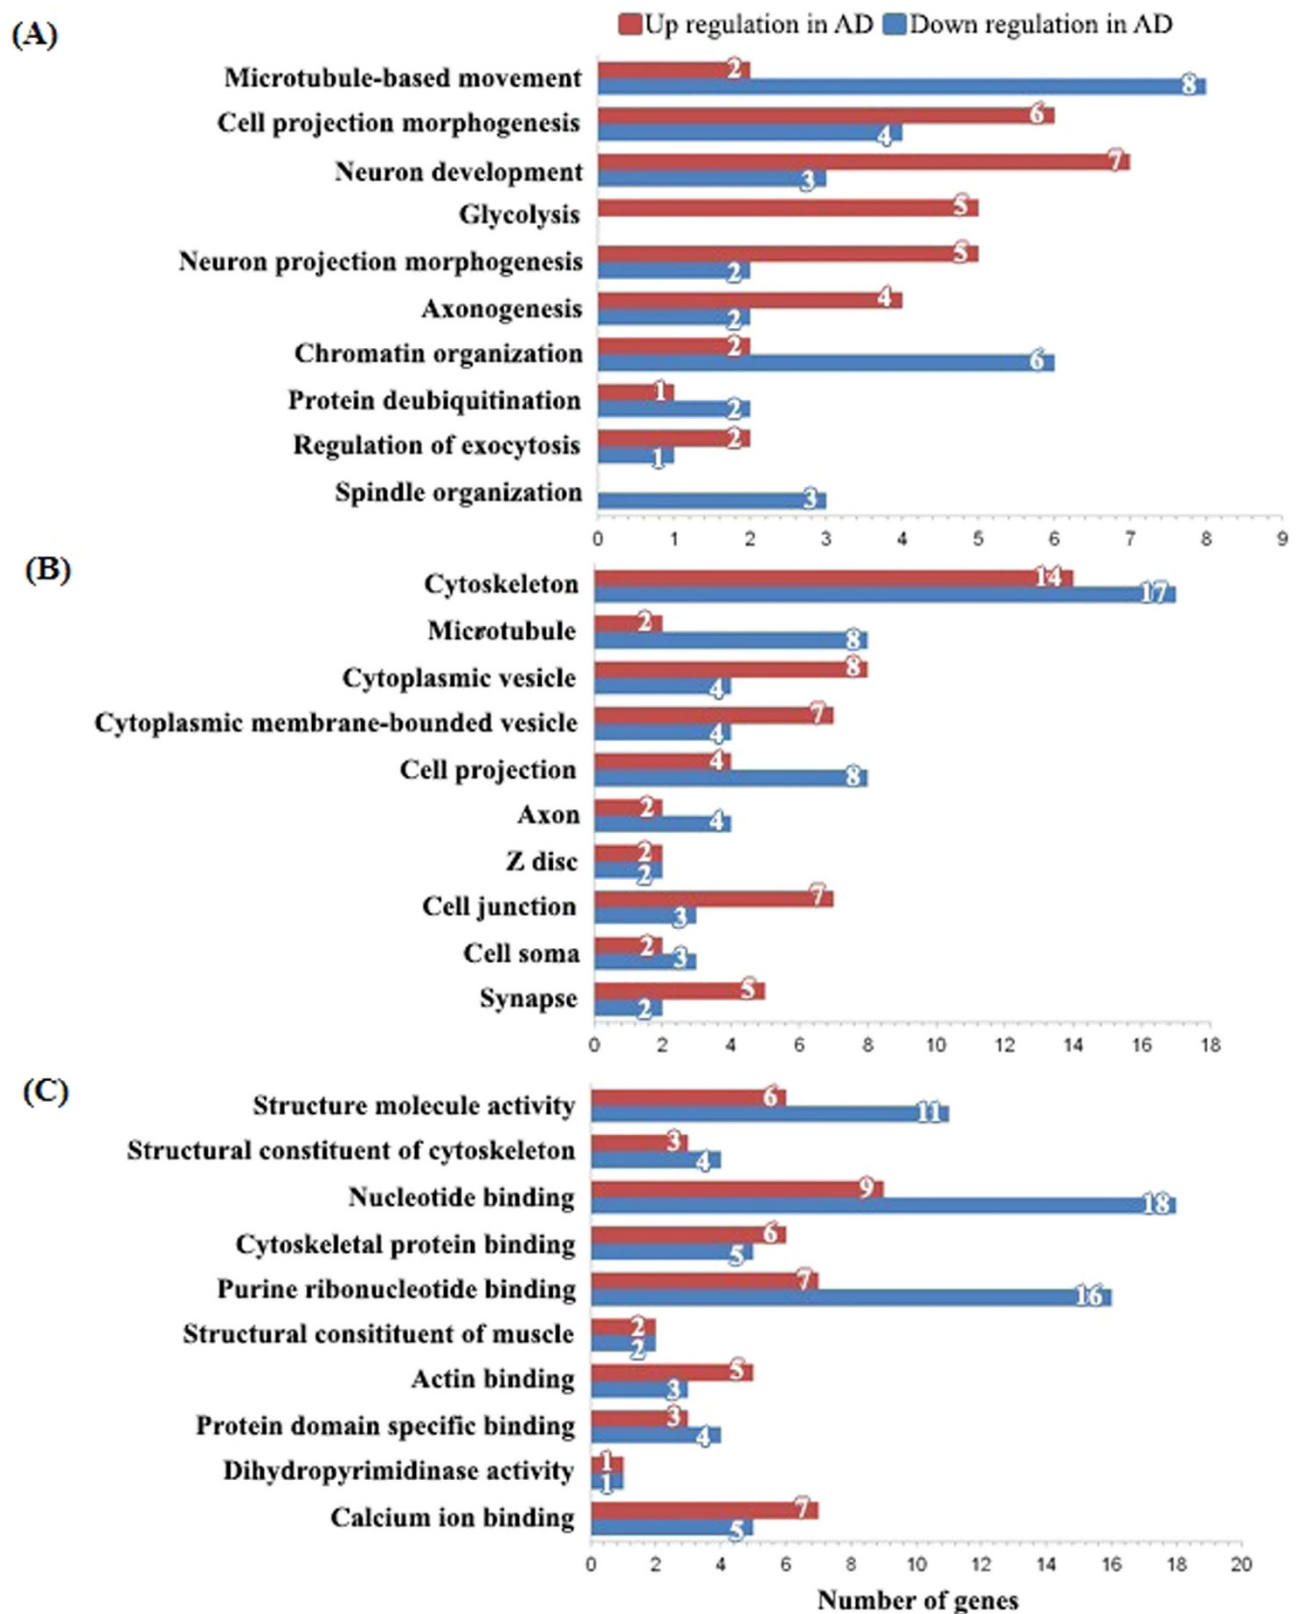 (A)
Up regulation in AD Down regulation in AD
Microtubule-based movement 2
8
Cell projection morphogenesis 6
4
Neuron development 7
3
Glycolysis 5
Neuron projection morphogenesis 5
2
Axonogenesis 4
2
Chromatin organization 2
6
Protein deubiquitination 1
2
Regulation of exocytosis 2
1
Spindle organization 3
0 1 2 3 4 5 6 7 8 9
(B)
Cytoskeleton 14
17
Microtubule 2
8
Cytoplasmic vesicle 8
4
Cytoplasmic membrane-bounded vesicle 7
4
Cell projection 4
8
Axon 2
4
Z disc 2
2
Cell junction 7
3
Cell soma 2
3
Synapse 5
2
0 2 4 6 8 10 12 14 16 18
(C)
Structure molecule activity 6
11
Structural constituent of cytoskeleton 3
4
Nucleotide binding 9
18
Cytoskeletal protein binding 6
5
Purine ribonucleotide binding 7
16
Structural consitituent of muscle 2
2
Actin binding 5
3
Protein domain specific binding 3
4
Dihydropyrimidinase activity 1
1
Calcium ion binding 7
5
0 2 4 6 8 10 12 14 16 18 20
Number of genes